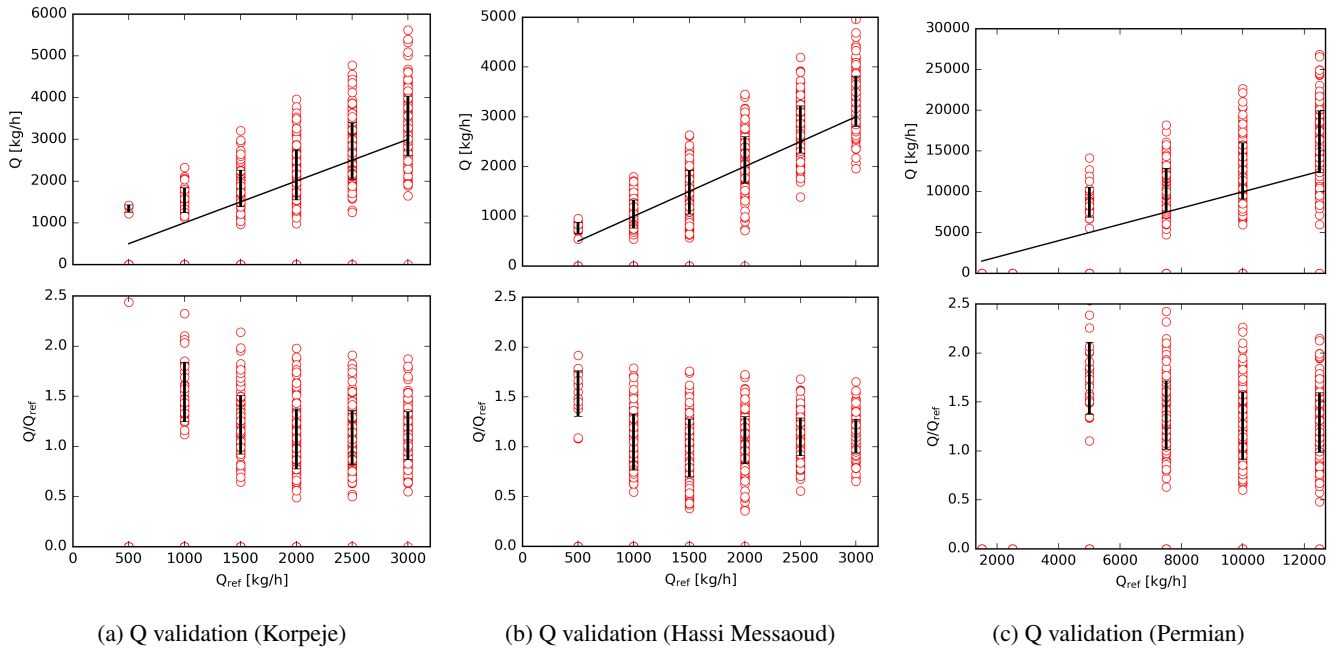 6000
5000
4000
3000
2000
1000
0
Q [kg/h]
5000
4000
3000
2000
1000
0
Q [kg/h]
30000
25000
20000
15000
10000
5000
0
Q [kg/h]
2.5
2.0
1.5
1.0
0.5
0.0
Q/Qref
0 500 1000 1500 2000 2500 3000
Qref [kg/h]
2.5
2.0
1.5
1.0
0.5
0.0
Q/Qref
0 500 1000 1500 2000 2500 3000
Qref [kg/h]
2.5
2.0
1.5
1.0
0.5
0.0
Q/Qref
2000 4000 6000 8000 10000 12000
Qref [kg/h]
(a) Q validation (Korpeje)
(b) Q validation (Hassi Messaoud)
(c) Q validation (Permian)